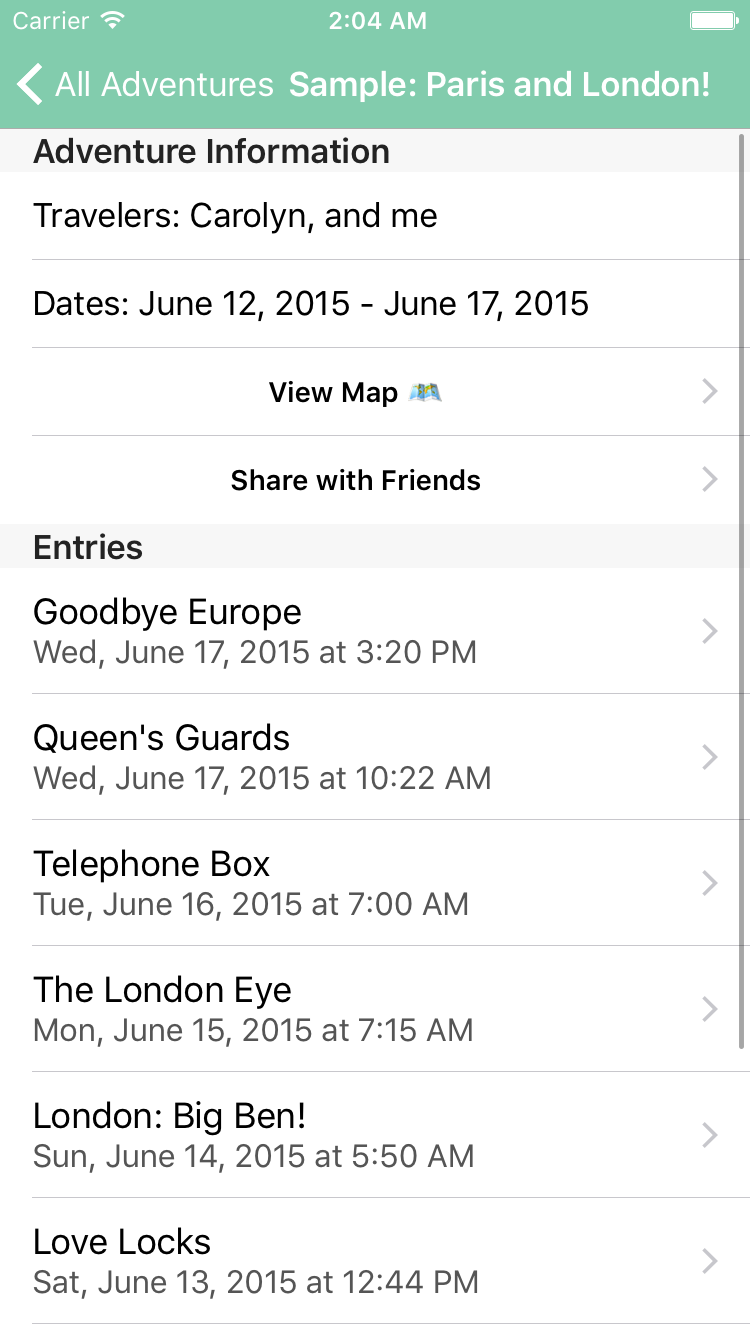 Carrier 2:04 AM
All Adventures Sample: Paris and London!
Adventure Information
Travelers: Carolyn, and me
Dates: June 12, 2015 - June 17, 2015
View Map
Share with Friends
Entries
Goodbye Europe
Wed, June 17, 2015 at 3:20 PM
Queen's Guards
Wed, June 17, 2015 at 10:22 AM
Telephone Box
Tue, June 16, 2015 at 7:00 AM
The London Eye
Mon, June 15, 2015 at 7:15 AM
London: Big Ben!
Sun, June 14, 2015 at 5:50 AM
Love Locks
Sat, June 13, 2015 at 12:44 PM